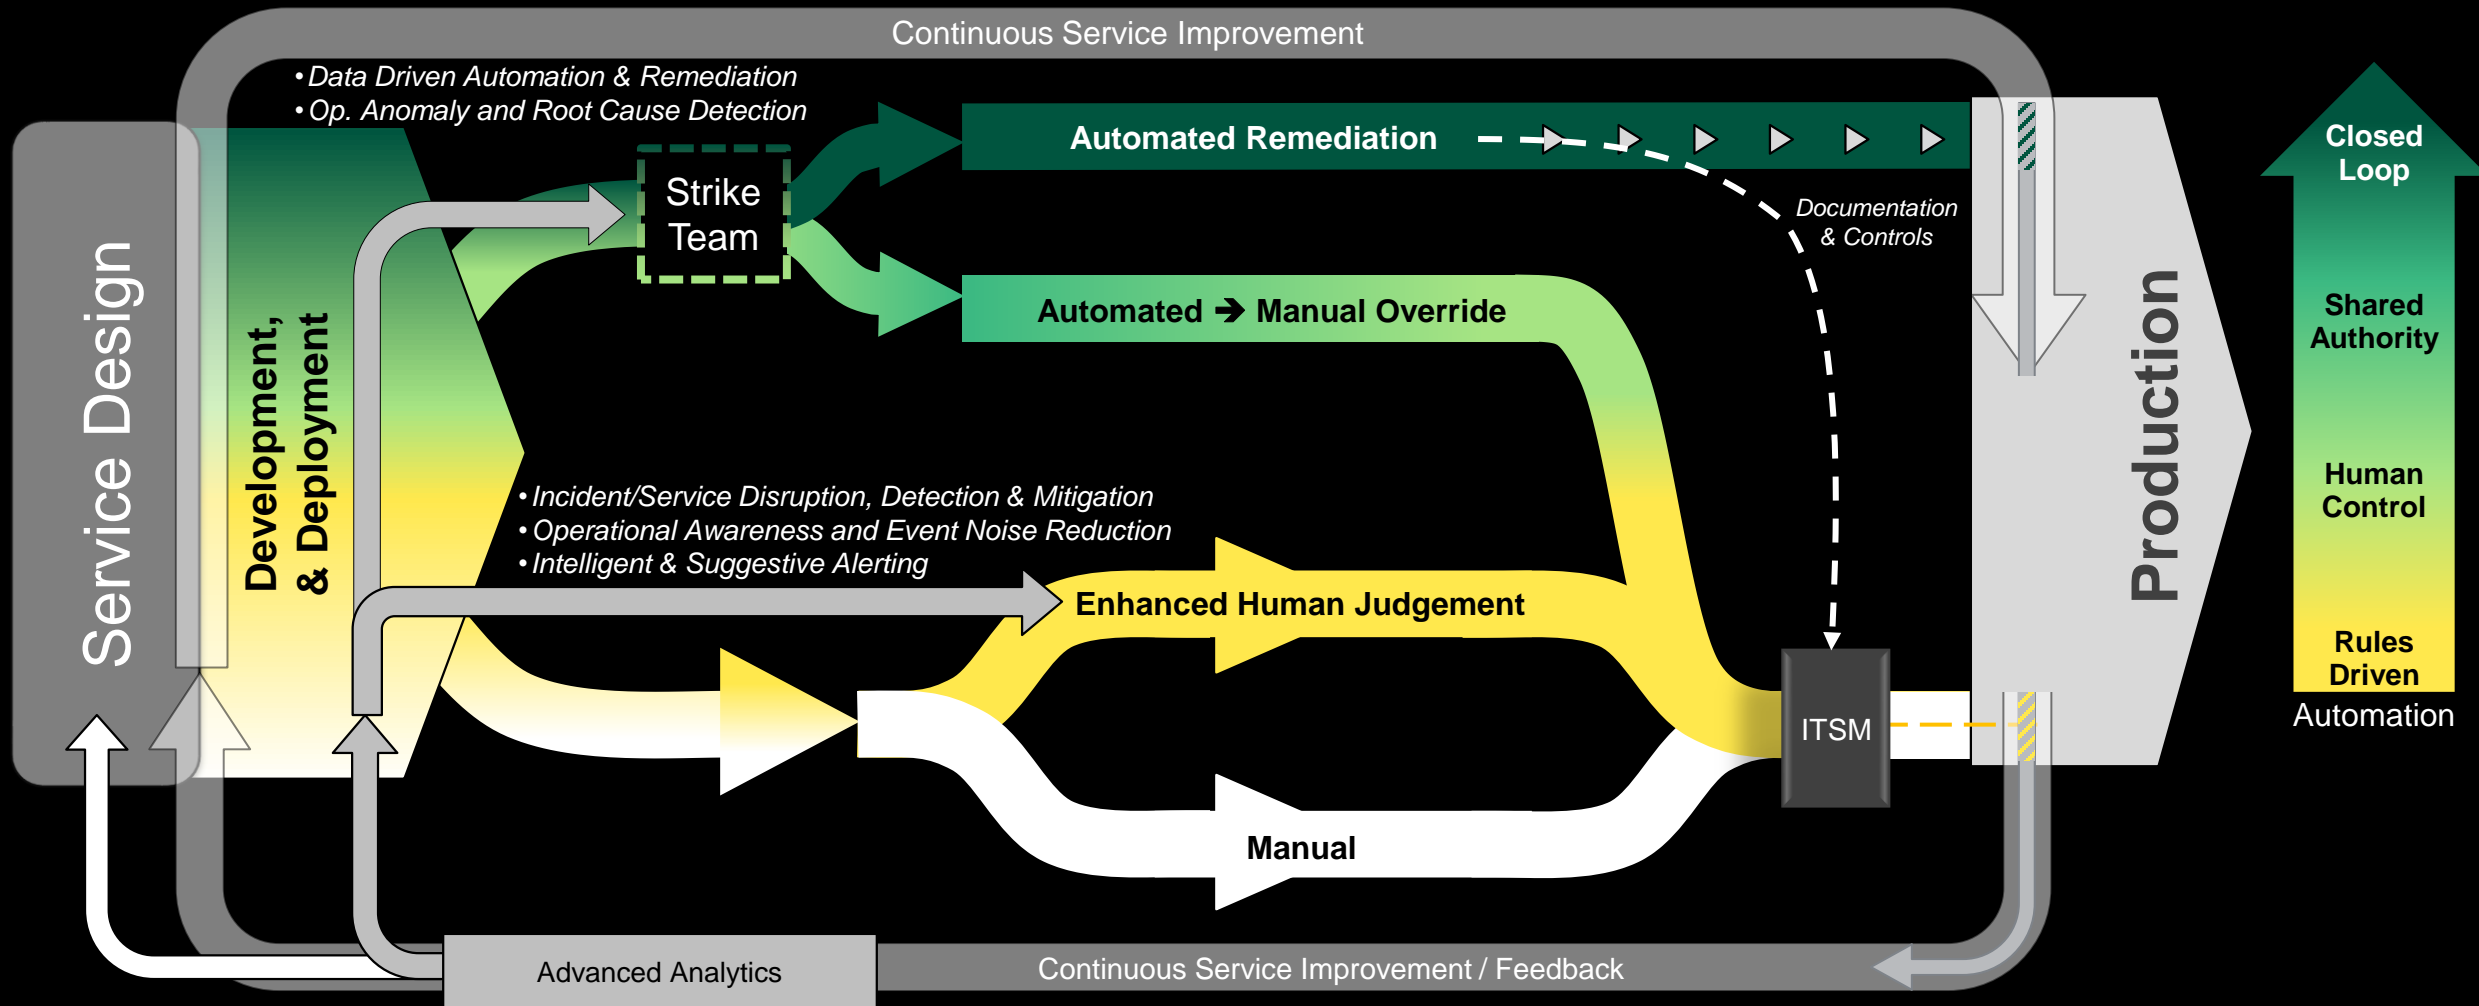 Continuous Service Improvement
• Data Driven Automation & Remediation
• Op. Anomaly and Root Cause Detection
Service Design
Development,
& Deployment
Strike
Team
Automated Remediation
Documentation
& Controls
Automated ➔ Manual Override
• Incident/Service Disruption, Detection & Mitigation
• Operational Awareness and Event Noise Reduction
• Intelligent & Suggestive Alerting
Enhanced Human Judgement
Manual
ITSM
Production
Closed
Loop
Shared
Authority
Human
Control
Rules
Driven
Automation
Advanced Analytics
Continuous Service Improvement / Feedback